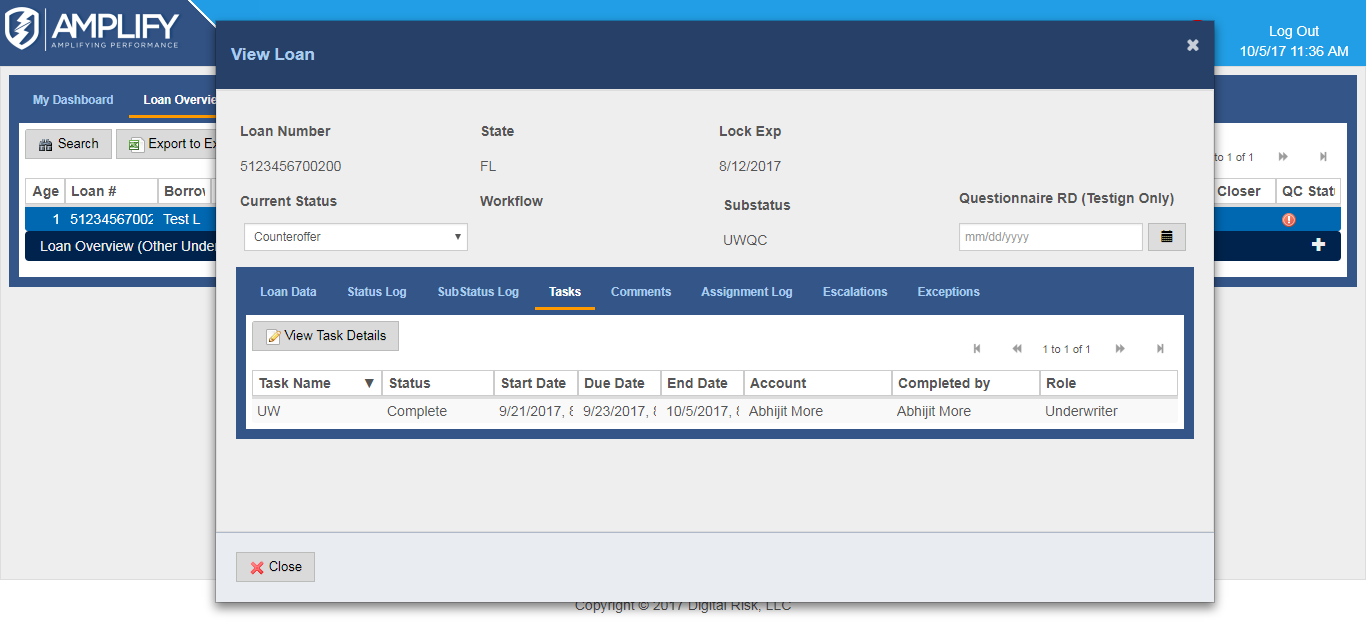 AMPLIFY
AMPLIFYING PERFORMANCE
Log Out
10/5/17 11:36 AM
My Dashboard
Loan Overvie
Search
Export to Ex
to 1 of 1
Age Loan # Borrow
Closer QC Stat
1 51234567002 Test L
Loan Overview (Other Under
View Loan
Loan Number State Lock Exp
5123456700200 FL 8/12/2017
Current Status Workflow Substatus Questionnaire RD (Testign Only)
Counteroffer UWQC mm/dd/yyyy
Loan Data Status Log SubStatus Log Tasks Comments Assignment Log Escalations Exceptions
View Task Details
1 to 1 of 1
Task Name Status Start Date Due Date End Date Account Completed by Role
UW Complete 9/21/2017, 9/23/2017, 10/5/2017, Abhijit More Abhijit More Underwriter
Close
Copyright © 2017 Digital Risk, LLC